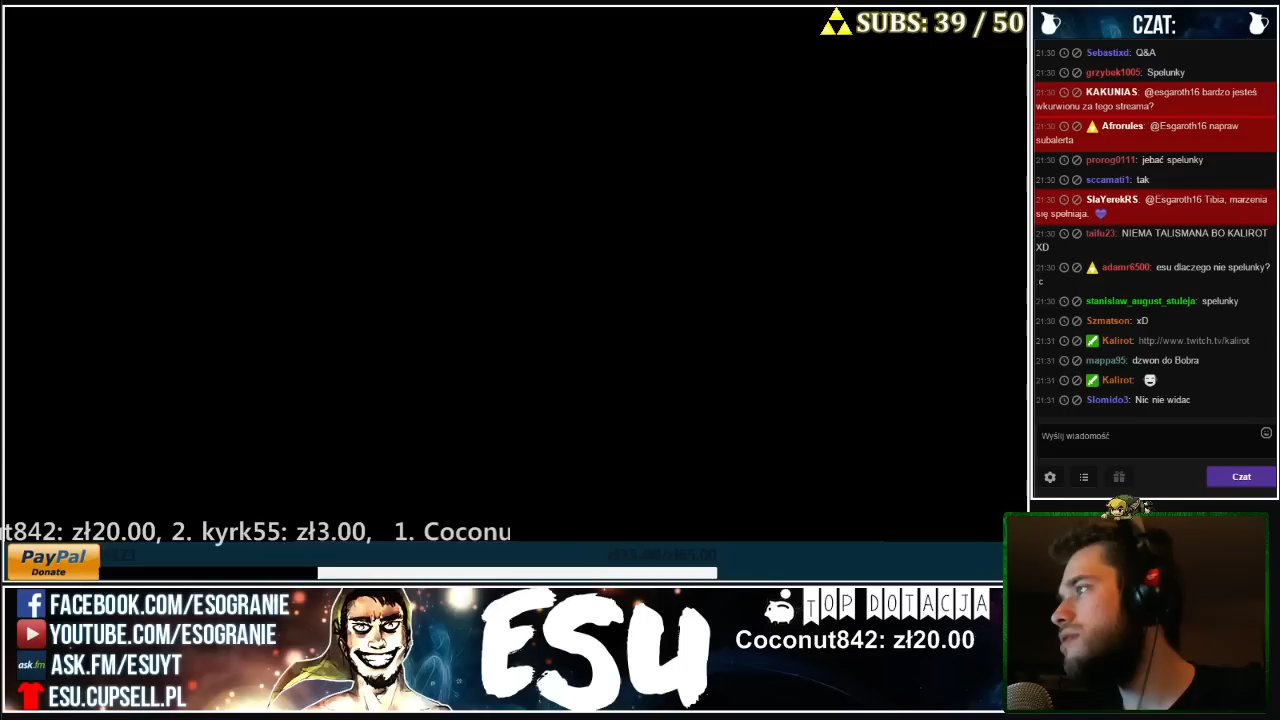 SUBS: 39 / 50
CZAT:
21:30 Sebastixd: Q&A
21:30 grzybek1005: Spelunky
21:30 KAKUNIAS: @esgaroth16 bardzo jesteś
wkurwionu za tego streama?
21:30 Afrorules: @Esgaroth16 napraw
subalerta
21:30 prorog0111: jebać spelunky
21:30 sccamati1: tak
21:30 SlaYerekRS: @Esgaroth16 Tibia, marzenia
się spełniaja.
21:30 taifu23: NIEMA TALISMANA BO KALIROT
XD
21:30 adamr6500: esu dlaczego nie spelunky?
:c
21:30 stanislaw_august_stuleja: spelunky
21:30 Szmatson: xD
21:31 Kalirot: http://www.twitch.tv/kalirot
21:31 mappa95: dzwon do Bobra
21:31 Kalirot:
21:31 Slomido3: Nic nie widac
Wyślij wiadomość
Czat
t842: zł20.00, 2. kyrk55: zł3.00, 1. Coconu
PayPal
Donate
FACEBOOK.COM/ESOGRANIE
YOUTUBE.COM/ESOGRANIE
ask.fm ASK.FM/ESUYT
ESU.CUPSELL.PL
ESU
TOP DOTACJA
Coconut842: zł20.00